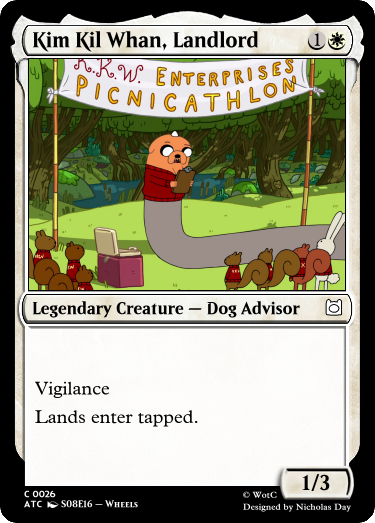 Kim Kil Whan, Landlord 1
K.K.W. ENTERPRISES
PICNICATHLON
Legendary Creature — Dog Advisor
Vigilance
Lands enter tapped.
1/3
C 0026
ATC S08E16 — WHEELS
© WotC
Designed by Nicholas Day